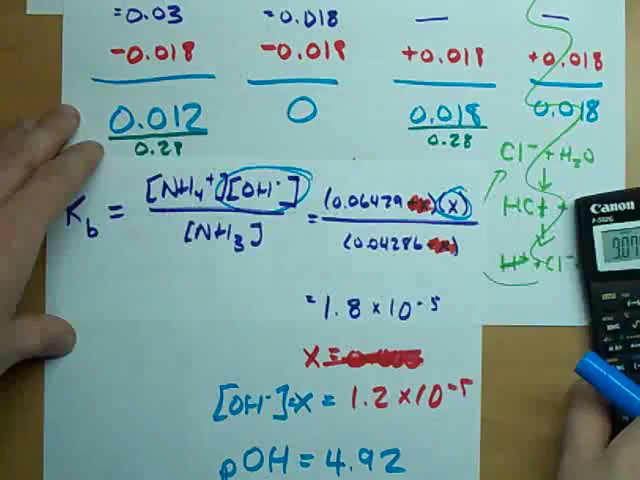 =0.03 =0.018 — —
-0.018 -0.018 +0.018 +0.018
0.012 0 0.018 0.018
0.28 0.28
Cl⁻ + H₂O
K_b = [NH₄⁺][OH⁻] / [NH₃] = (0.06429 +x)(x) / (0.04286 -x)
HCl +
H⁺ + Cl⁻
= 1.8 × 10⁻⁵
x =
[OH⁻]=x = 1.2 × 10⁻⁵
pOH = 4.92
Canon